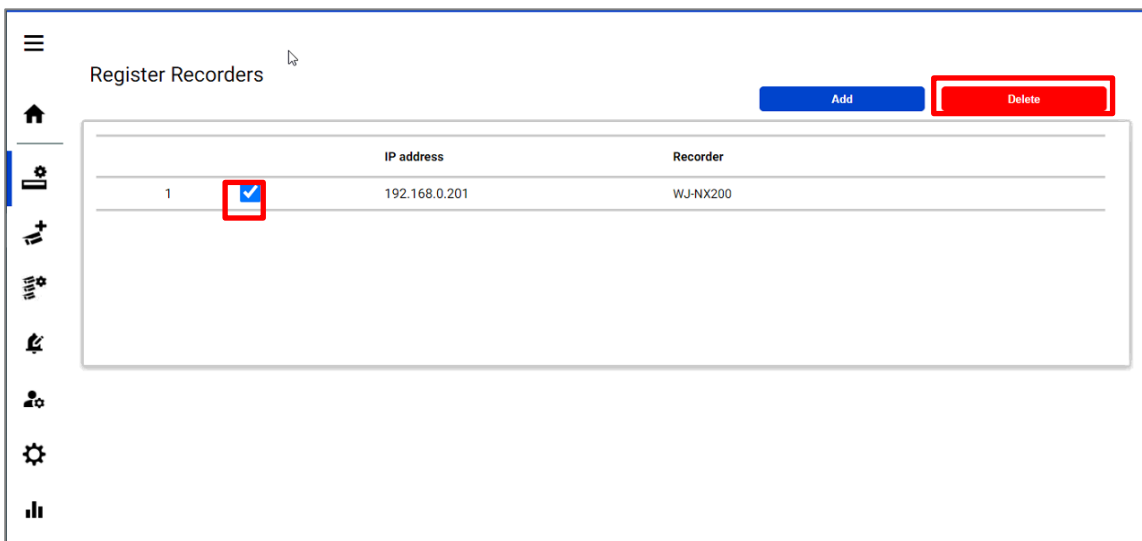 Register Recorders
Add Delete
IP address Recorder
1 192.168.0.201 WJ-NX200